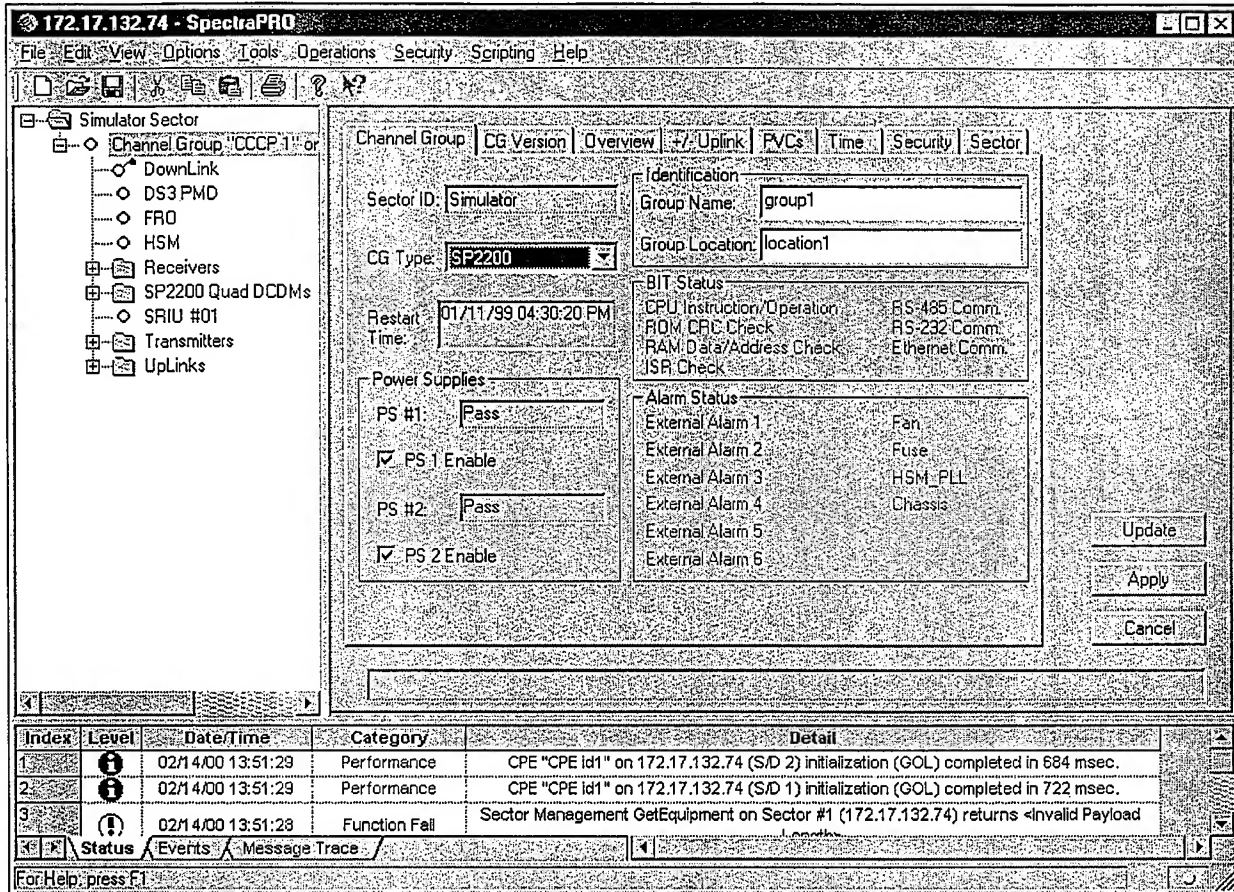 172.17.132.74 - SpectraPRO
File Edit View Options Tools Operations Security Scripting Help
Simulator Sector
Channel Group "CCCP 1" or
DownLink
DS3 PMD
FRO
HSM
Receivers
SP2200 Quad DCDMs
SRIU #01
Transmitters
UpLinks
Channel Group CG Version Overview +/- Uplink PVCs Time Security Sector
Sector ID: Simulator
CG Type: SP2200
Restart Time: 01/11/99 04:30:20 PM
Power Supplies
PS #1: Pass
PS 1 Enable
PS #2: Pass
PS 2 Enable
Identification
Group Name: group1
Group Location: location1
BIT Status
CPU Instruction/Operation RS-485 Comm.
ROM CRC Check RS-232 Comm.
RAM Data/Address Check Ethernet Comm.
ISR Check
Alarm Status
External Alarm 1 Fan
External Alarm 2 Fuse
External Alarm 3 HSM_PLL
External Alarm 4 Chassis
External Alarm 5
External Alarm 6
Update
Apply
Cancel
Index Level Date/Time Category Detail
1 02/14/00 13:51:29 Performance CPE "CPE id1" on 172.17.132.74 (S/D 2) initialization (GOL) completed in 684 msec.
2 02/14/00 13:51:29 Performance CPE "CPE id1" on 172.17.132.74 (S/D 1) initialization (GOL) completed in 722 msec.
3 02/14/00 13:51:28 Function Fail Sector Management GetEquipment on Sector #1 (172.17.132.74) returns <Invalid Payload
Length>
Status Events Message Trace
For Help, press F1